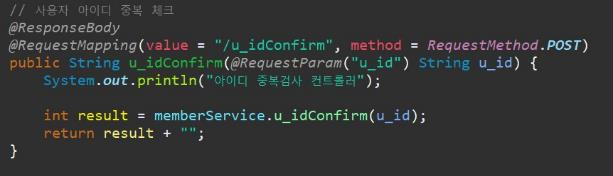 // 사용자 아이디 중복 체크
@ResponseBody
@RequestMapping(value = "/u_idConfirm", method = RequestMethod.POST)
public String u_idConfirm(@RequestParam("u_id") String u_id) {
System.out.println("아이디 중복검사 컨트롤러");
int result = memberService.u_idConfirm(u_id);
return result + "";
}